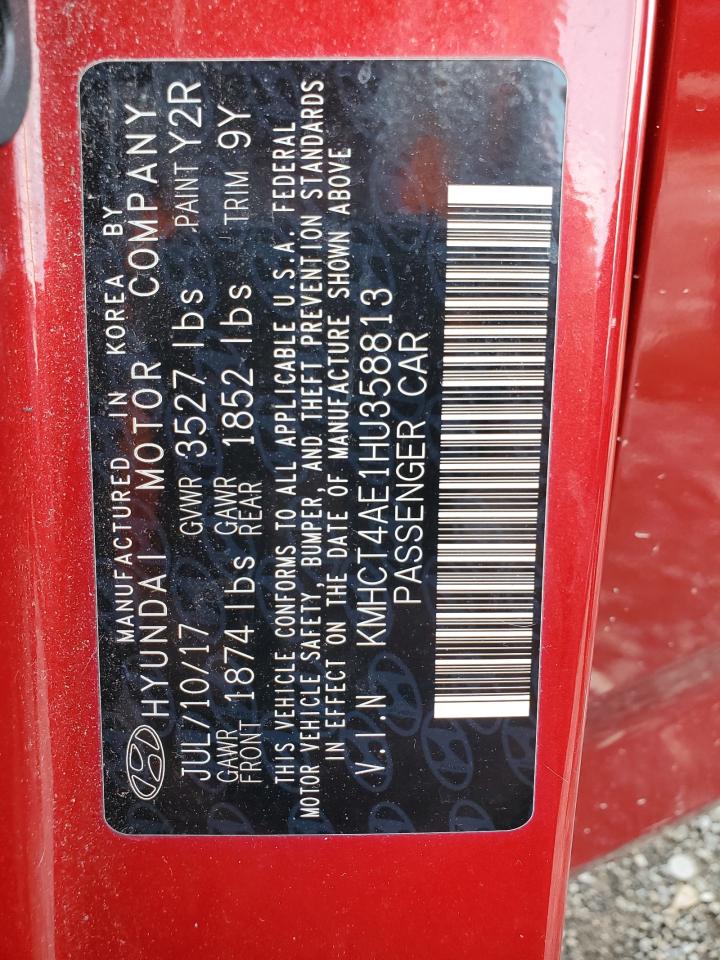 MANUFACTURED IN KOREA BY
HYUNDAI MOTOR COMPANY
JUL/10/17 GVWR 3527 lbs PAINT Y2R
GAWR FRONT 1874 lbs GAWR REAR 1852 lbs TRIM 9Y
THIS VEHICLE CONFORMS TO ALL APPLICABLE U.S.A. FEDERAL
MOTOR VEHICLE SAFETY, BUMPER, AND THEFT PREVENTION STANDARDS
IN EFFECT ON THE DATE OF MANUFACTURE SHOWN ABOVE
V.I.N KMHCT4AE1HU358813
PASSENGER CAR